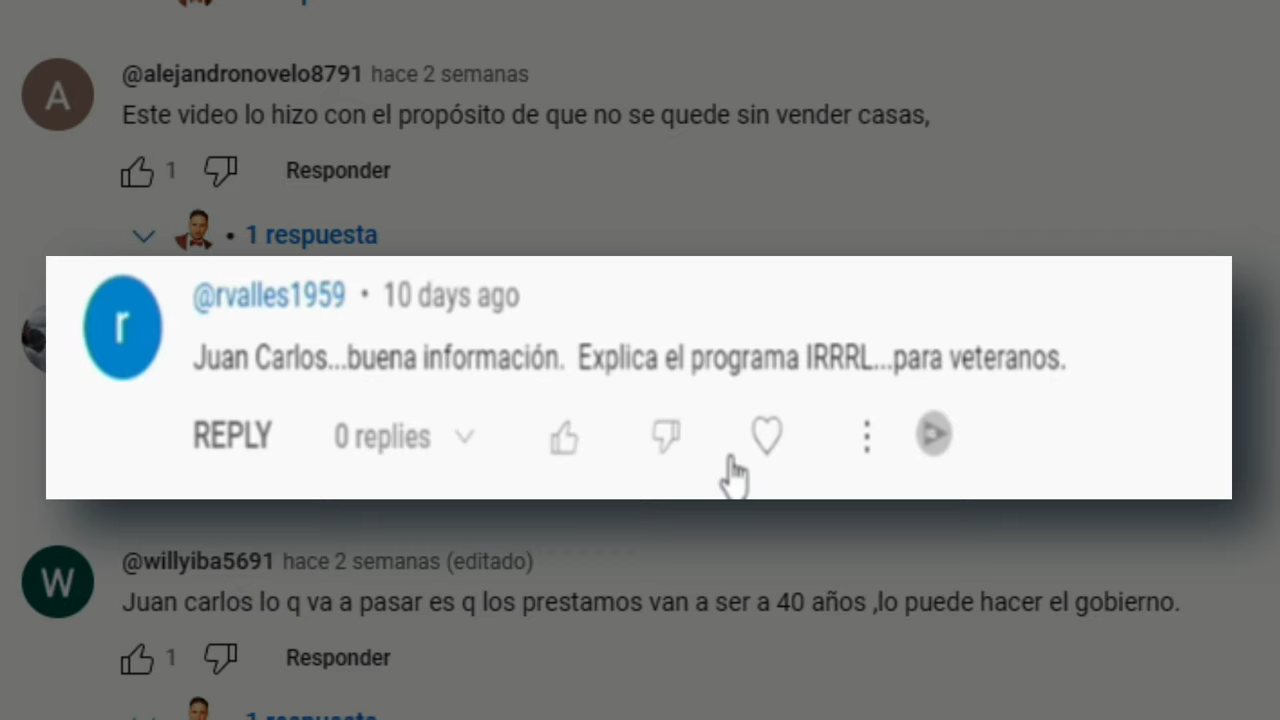 @alejandronovelo8791 hace 2 semanas
A
Este video lo hizo con el propósito de que no se quede sin vender casas,
1 Responder
• 1 respuesta
@rvalles1959 • 10 days ago
r
Juan Carlos...buena información. Explica el programa IRRRL...para veteranos.
REPLY 0 replies
@willyiba5691 hace 2 semanas (editado)
W
Juan carlos lo q va a pasar es q los prestamos van a ser a 40 años ,lo puede hacer el gobierno.
1 Responder
1 respuesta